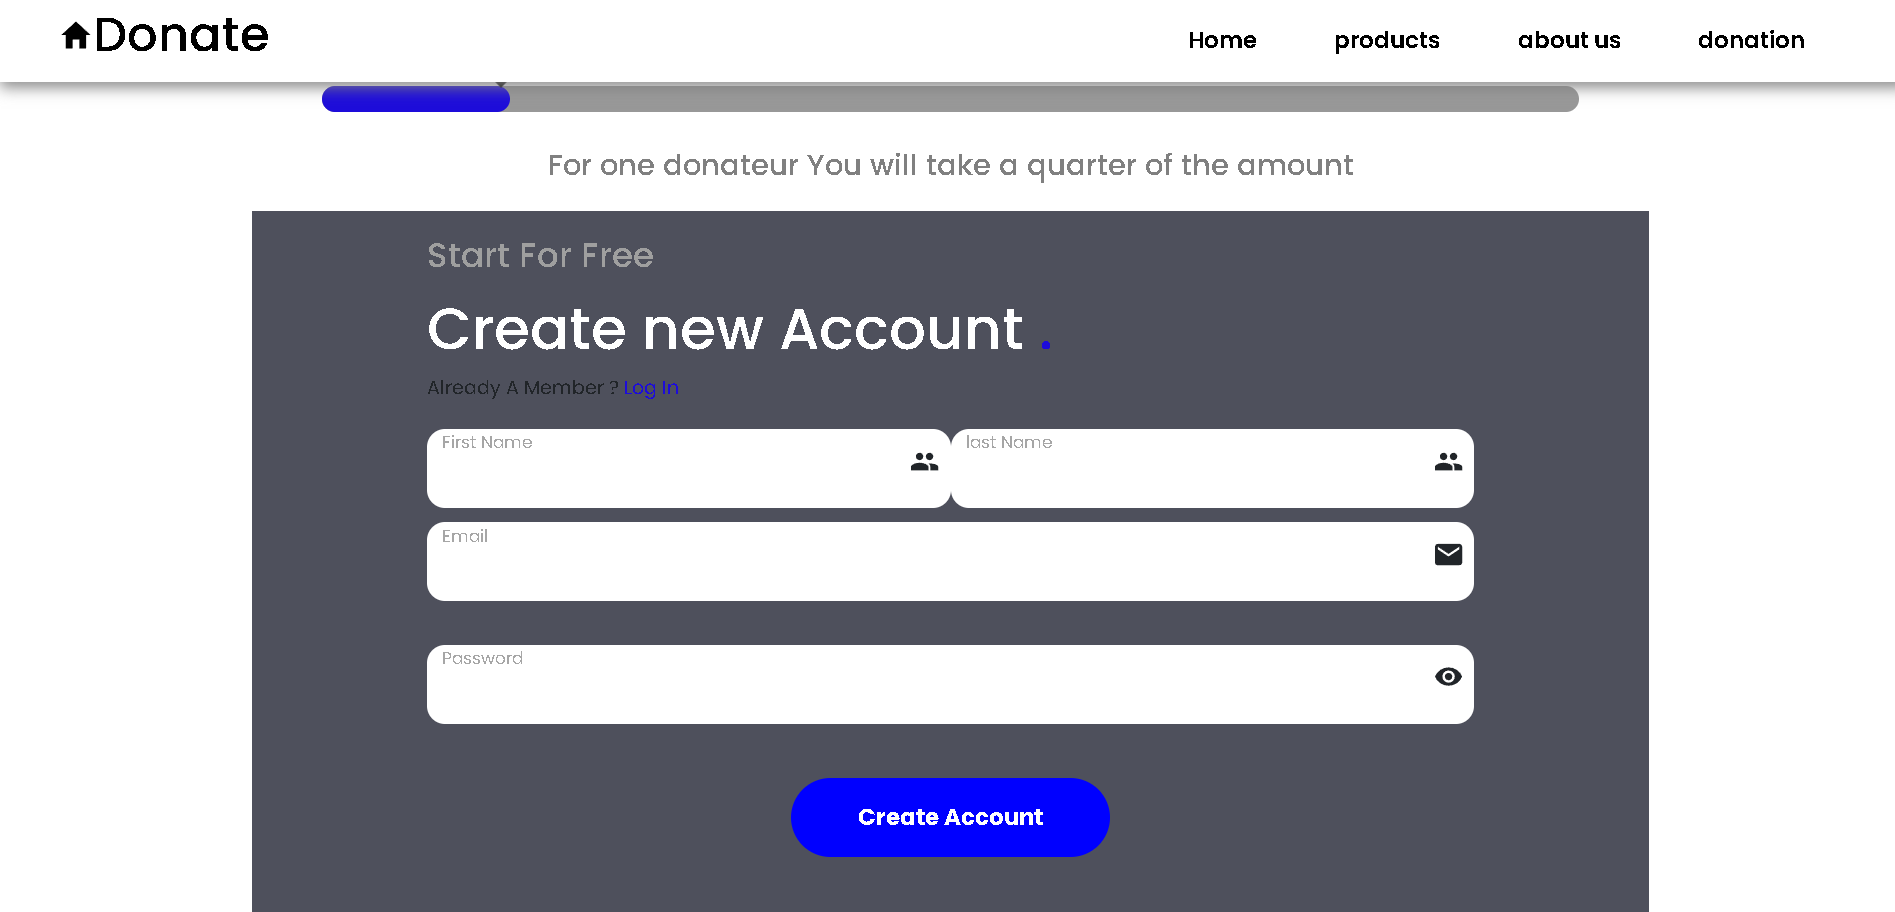 Donate
Home products about us donation
For one donateur You will take a quarter of the amount
Start For Free
Create new Account .
Already A Member ? Log In
First Name last Name
Email
Password
Create Account